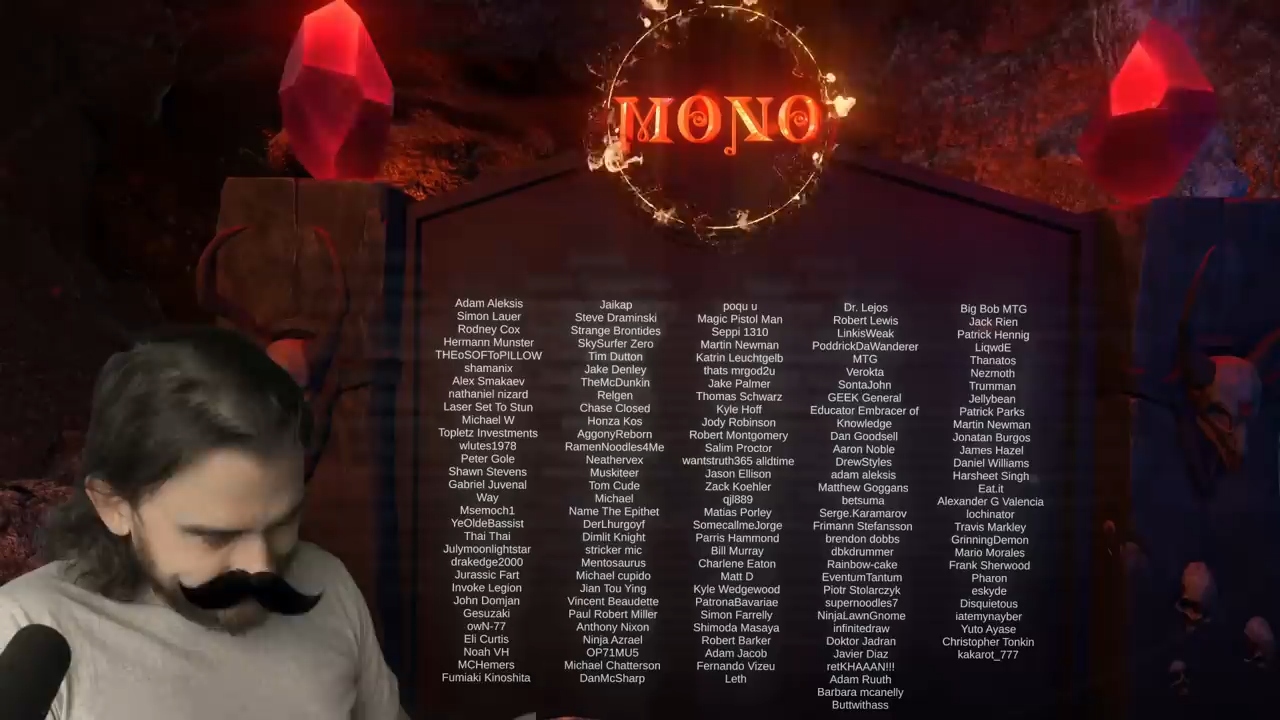 MONO
Adam Aleksis
Simon Lauer
Rodney Cox
Hermann Munster
THEoSOFToPILLOW
shamanix
Alex Smakaev
nathaniel nizard
Laser Set To Stun
Michael W
Topletz Investments
wlutes1978
Peter Gole
Shawn Stevens
Gabriel Juvenal
Way
Msemoch1
YeOldeBassist
Thai Thai
Julymoonlightstar
drakedge2000
Jurassic Fart
Invoke Legion
John Domjan
Gesuzaki
owN-77
Eli Curtis
Noah VH
MCHemers
Fumiaki Kinoshita
Jaikap
Steve Draminski
Strange Brontides
SkySurfer Zero
Tim Dutton
Jake Denley
TheMcDunkin
Relgen
Chase Closed
Honza Kos
AggonyReborn
RamenNoodles4Me
Neathervex
Muskiteer
Tom Cude
Michael
Name The Epithet
DerLhurgoyf
Dimlit Knight
stricker mic
Mentosaurus
Michael cupido
Jian Tou Ying
Vincent Beaudette
Paul Robert Miller
Anthony Nixon
Ninja Azrael
OP71MU5
Michael Chatterson
DanMcSharp
poqu u
Magic Pistol Man
Seppi 1310
Martin Newman
Katrin Leuchtgelb
thats mrgod2u
Jake Palmer
Thomas Schwarz
Kyle Hoff
Jody Robinson
Robert Montgomery
Salim Proctor
wantstruth365 alldtime
Jason Ellison
Zack Koehler
qjl889
Matias Porley
SomecallmeJorge
Parris Hammond
Bill Murray
Charlene Eaton
Matt D
Kyle Wedgewood
PatronaBavariae
Simon Farrelly
Shimoda Masaya
Robert Barker
Adam Jacob
Fernando Vizeu
Leth
Dr. Lejos
Robert Lewis
LinkisWeak
PoddrickDaWanderer
MTG
Verokta
SontaJohn
GEEK General
Educator Embracer of
Knowledge
Dan Goodsell
Aaron Noble
DrewStyles
adam aleksis
Matthew Goggans
betsuma
Serge.Karamarov
Frimann Stefansson
brendon dobbs
dbkdrummer
Rainbow-cake
EventumTantum
Piotr Stolarczyk
supernoodles7
NinjaLawnGnome
infinitedraw
Doktor Jadran
Javier Diaz
retKHAAAN!!!
Adam Ruuth
Barbara mcanelly
Buttwithass
Big Bob MTG
Jack Rien
Patrick Hennig
LiqwdE
Thanatos
Nezmoth
Trumman
Jellybean
Patrick Parks
Martin Newman
Jonatan Burgos
James Hazel
Daniel Williams
Harsheet Singh
Eat.it
Alexander G Valencia
lochinator
Travis Markley
GrinningDemon
Mario Morales
Frank Sherwood
Pharon
eskyde
Disquietous
iatemynayber
Yuto Ayase
Christopher Tonkin
kakarot_777